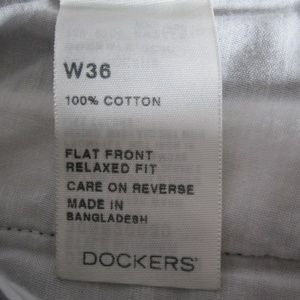 W36
100% COTTON
FLAT FRONT
RELAXED FIT
CARE ON REVERSE
MADE IN
BANGLADESH
DOCKERS